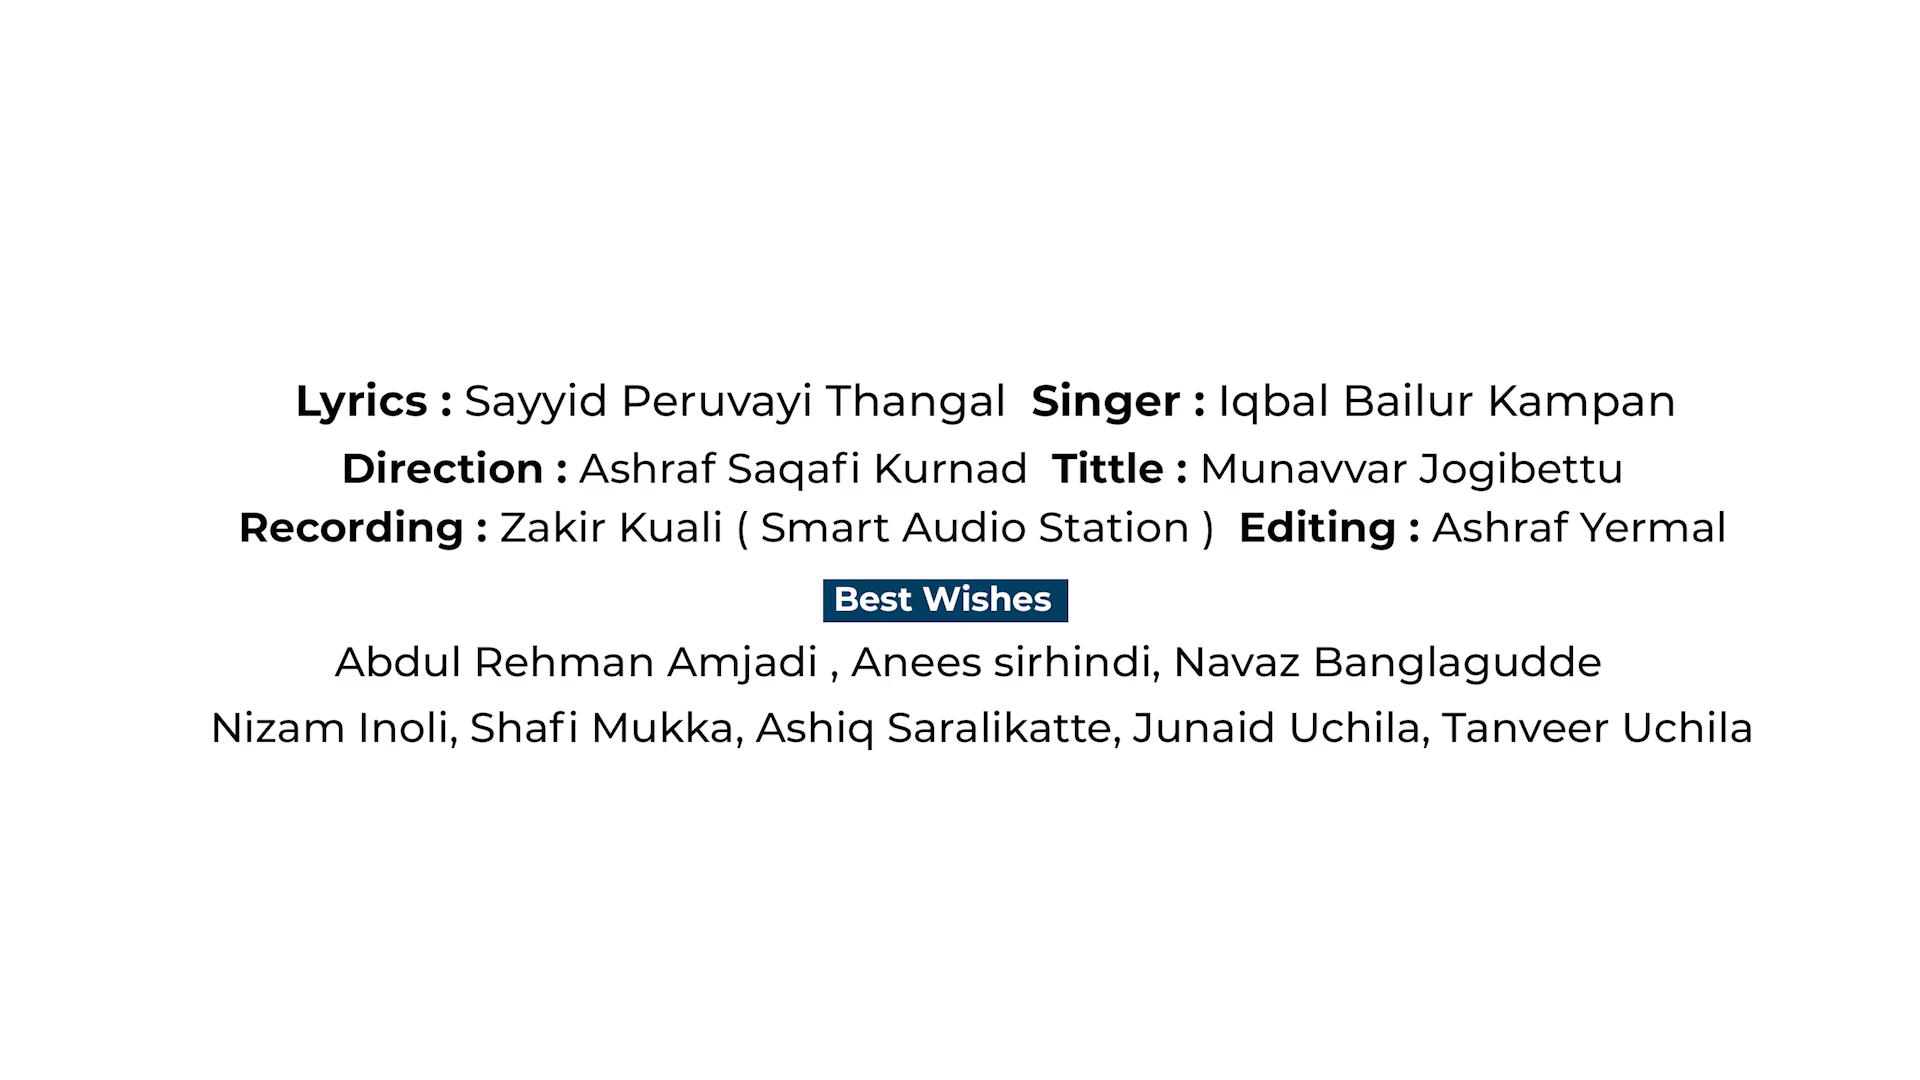 Lyrics : Sayyid Peruvayi Thangal Singer : Iqbal Bailur Kampan
Direction : Ashraf Saqafi Kurnad Tittle : Munavvar Jogibettu
Recording : Zakir Kuali ( Smart Audio Station ) Editing : Ashraf Yermal
Best Wishes
Abdul Rehman Amjadi , Anees sirhindi, Navaz Banglagudde
Nizam Inoli, Shafi Mukka, Ashiq Saralikatte, Junaid Uchila, Tanveer Uchila